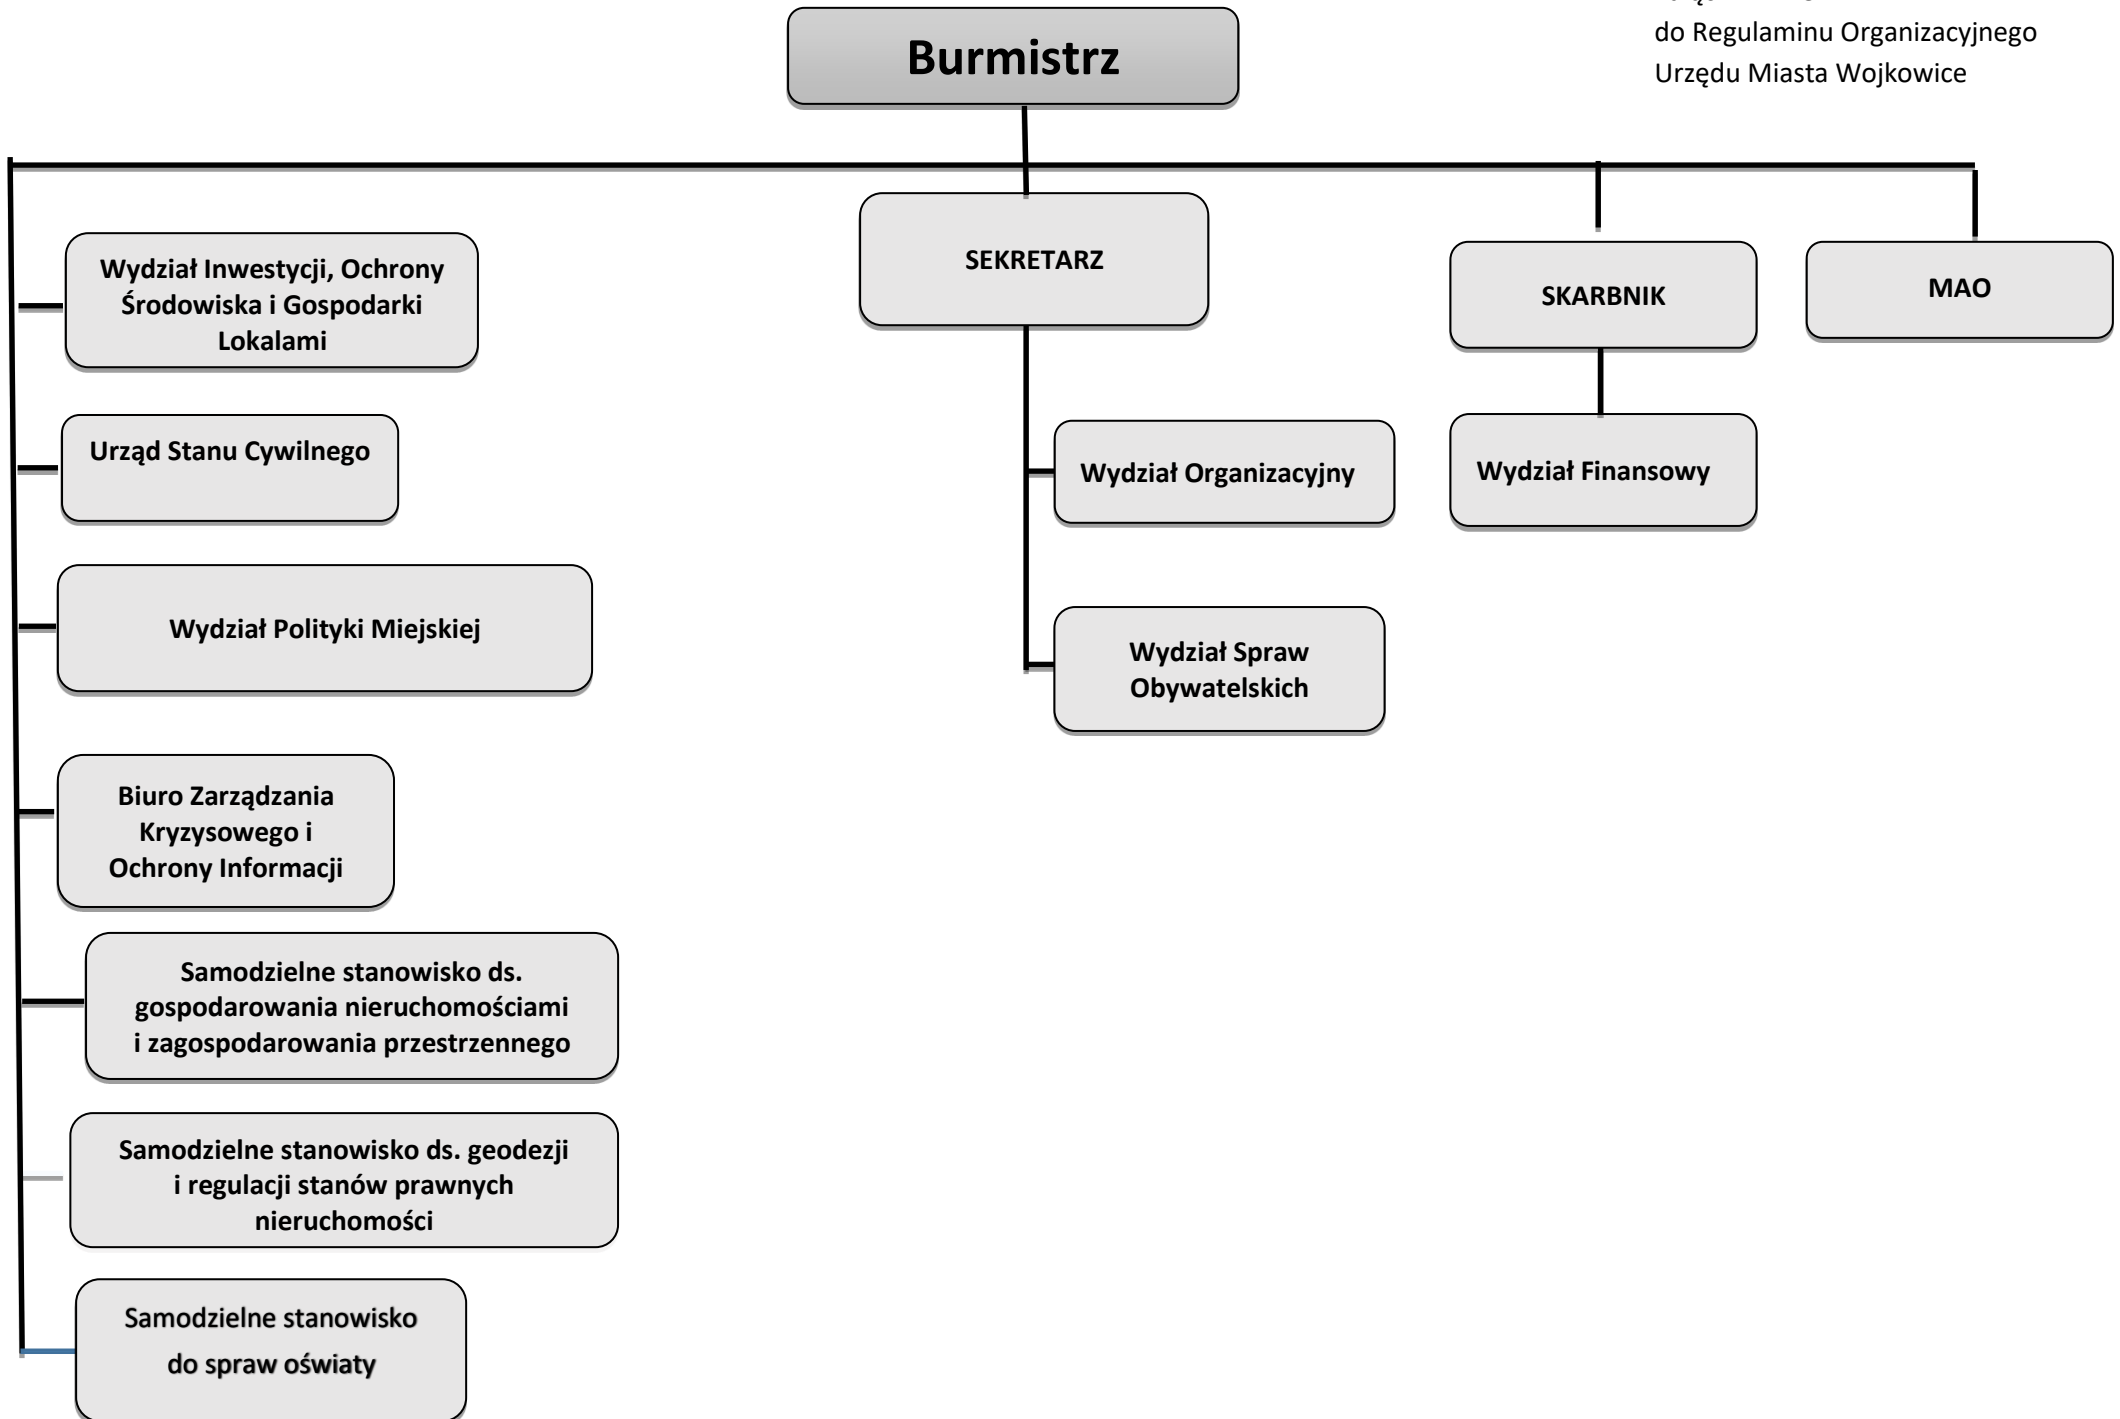 do Regulaminu Organizacyjnego
Urzędu Miasta Wojkowice
Burmistrz
SEKRETARZ
SKARBNIK
MAO
Wydział Inwestycji, Ochrony
Środowiska i Gospodarki
Lokalami
Urząd Stanu Cywilnego
Wydział Organizacyjny
Wydział Finansowy
Wydział Polityki Miejskiej
Wydział Spraw
Obywatelskich
Biuro Zarządzania
Kryzysowego i
Ochrony Informacji
Samodzielne stanowisko ds.
gospodarowania nieruchomościami
i zagospodarowania przestrzennego
Samodzielne stanowisko ds. geodezji
i regulacji stanów prawnych
nieruchomości
Samodzielne stanowisko
do spraw oświaty